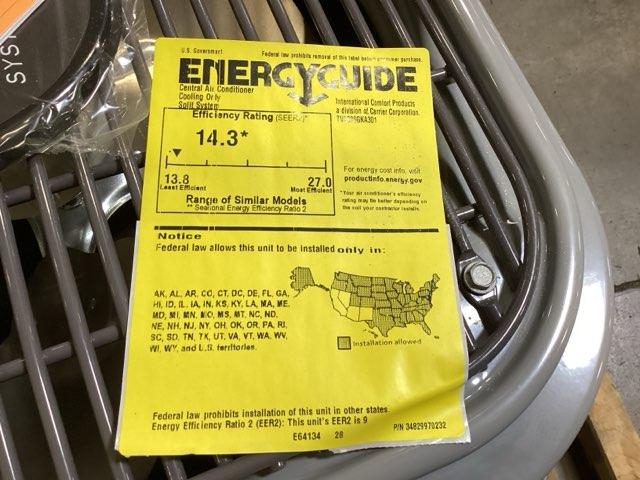 SYST
U.S. Government
Federal law prohibits removal of this label before consumer purchase.
ENERGYGUIDE
Central Air Conditioner
Cooling Only
Split System
International Comfort Products
a division of Carrier Corporation
Efficiency Rating (SEER2)*
14.3*
13.8
Least Efficient
27.0
Most Efficient
Range of Similar Models
** Seasonal Energy Efficiency Ratio 2
For energy cost info, visit
productinfo.energy.gov
*Your air conditioner's efficiency
rating may be better depending on
the coil your contractor installs.
Notice
Federal law allows this unit to be installed only in:
AK, AL, AR, CO, CT, DC, DE, FL, GA,
HI, ID, IL, IA, IN, KS, KY, LA, MA, ME,
MD, MI, MN, MO, MS, MT, NC, ND,
NE, NH, NJ, NY, OH, OK, OR, PA, RI,
SC, SD, TN, TX, UT, VA, VT, WA, WV,
WI, WY, and U.S. territories.
Installation allowed
Federal law prohibits installation of this unit in other states.
Energy Efficiency Ratio 2 (EER2): This unit's EER2 is 9
E64134 28
P/N 34829970232